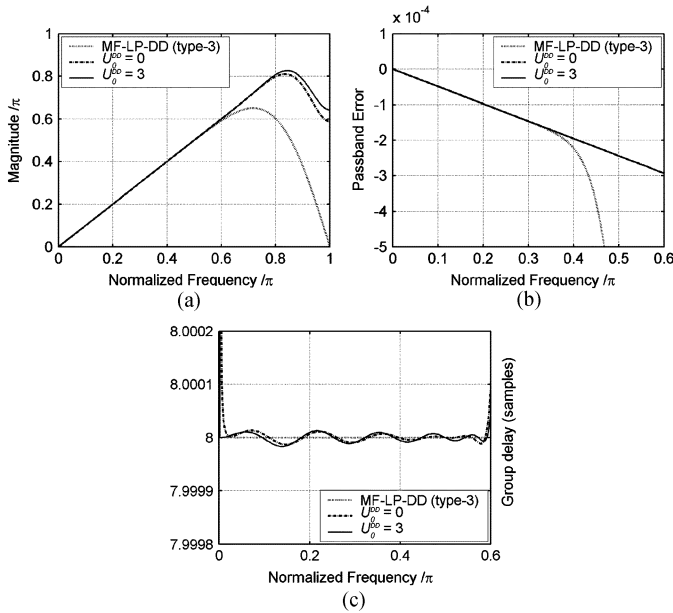 MF-LP-DD (type-3)
U₀ᴰᴰ = 0
U₀ᴰᴰ = 3
Magnitude /π
1
0.8
0.6
0.4
0.2
0
0 0.2 0.4 0.6 0.8 1
Normalized Frequency /π
(a)
x 10⁻⁴
MF-LP-DD (type-3)
U₀ᴰᴰ = 0
U₀ᴰᴰ = 3
Passband Error
1
0
-1
-2
-3
-4
-5
0 0.1 0.2 0.3 0.4 0.5 0.6
Normalized Frequency /π
(b)
8.0002
8.0001
8
7.9999
7.9998
Group delay (samples)
MF-LP-DD (type-3)
U₀ᴰᴰ = 0
U₀ᴰᴰ = 3
0 0.2 0.4 0.6
Normalized Frequency /π
(c)